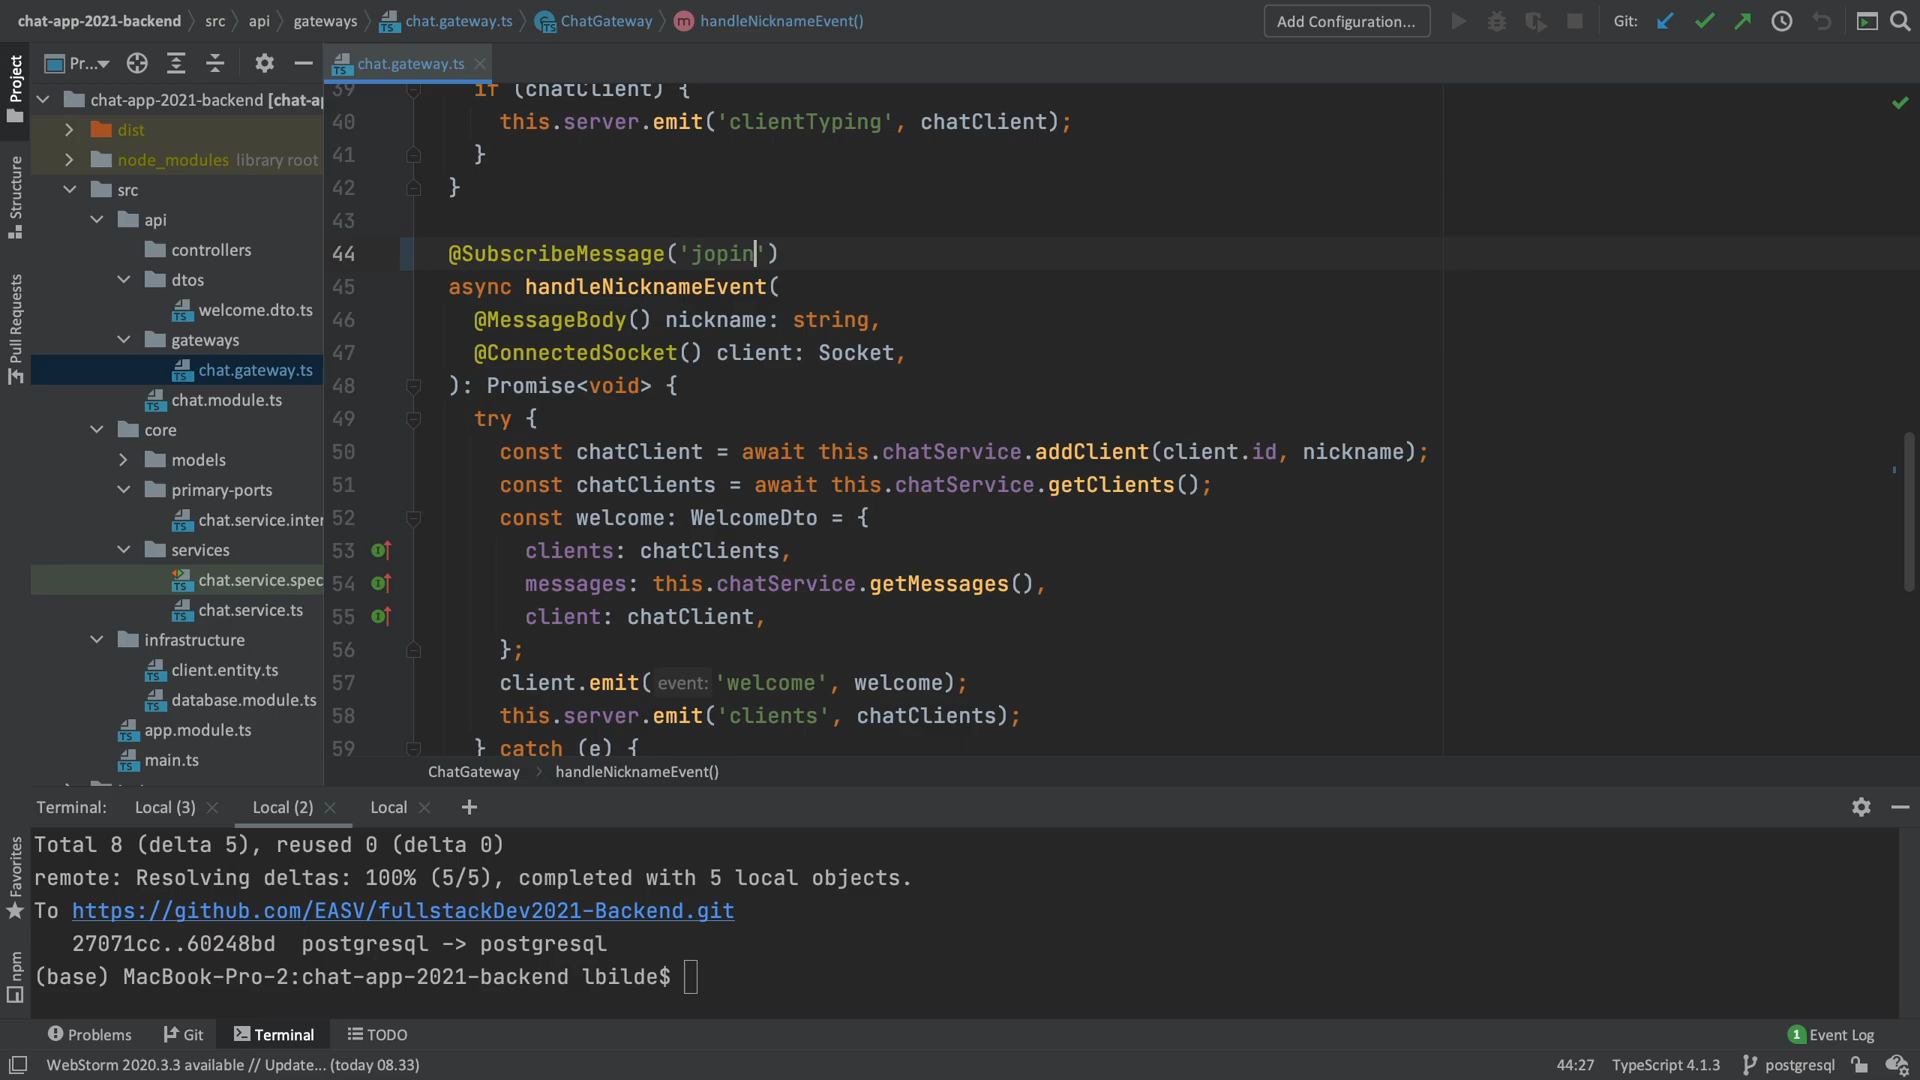 chat-app-2021-backend src api gateways chat.gateway.ts ChatGateway handleNicknameEvent() Add Configuration... Git:
Pr... chat.gateway.ts
Project
Structure
Pull Requests
Favorites
npm
chat-app-2021-backend [chat-a
dist
node_modules library root
src
api
controllers
dtos
welcome.dto.ts
gateways
chat.gateway.ts
chat.module.ts
core
models
primary-ports
chat.service.inter
services
chat.service.spec
chat.service.ts
infrastructure
client.entity.ts
database.module.ts
app.module.ts
main.ts
39 if (chatClient) {
40 this.server.emit('clientTyping', chatClient);
41 }
42 }
43
44 @SubscribeMessage('jopin')
45 async handleNicknameEvent(
46 @MessageBody() nickname: string,
47 @ConnectedSocket() client: Socket,
48 ): Promise<void> {
49 try {
50 const chatClient = await this.chatService.addClient(client.id, nickname);
51 const chatClients = await this.chatService.getClients();
52 const welcome: WelcomeDto = {
53 clients: chatClients,
54 messages: this.chatService.getMessages(),
55 client: chatClient,
56 };
57 client.emit( event: 'welcome', welcome);
58 this.server.emit('clients', chatClients);
59 } catch (e) {
ChatGateway handleNicknameEvent()
Terminal: Local (3) Local (2) Local
Total 8 (delta 5), reused 0 (delta 0)
remote: Resolving deltas: 100% (5/5), completed with 5 local objects.
To https://github.com/EASV/fullstackDev2021-Backend.git
27071cc..60248bd postgresql -> postgresql
(base) MacBook-Pro-2:chat-app-2021-backend lbilde$
Problems Git Terminal TODO 1 Event Log
WebStorm 2020.3.3 available // Update... (today 08.33) 44:27 TypeScript 4.1.3 postgresql